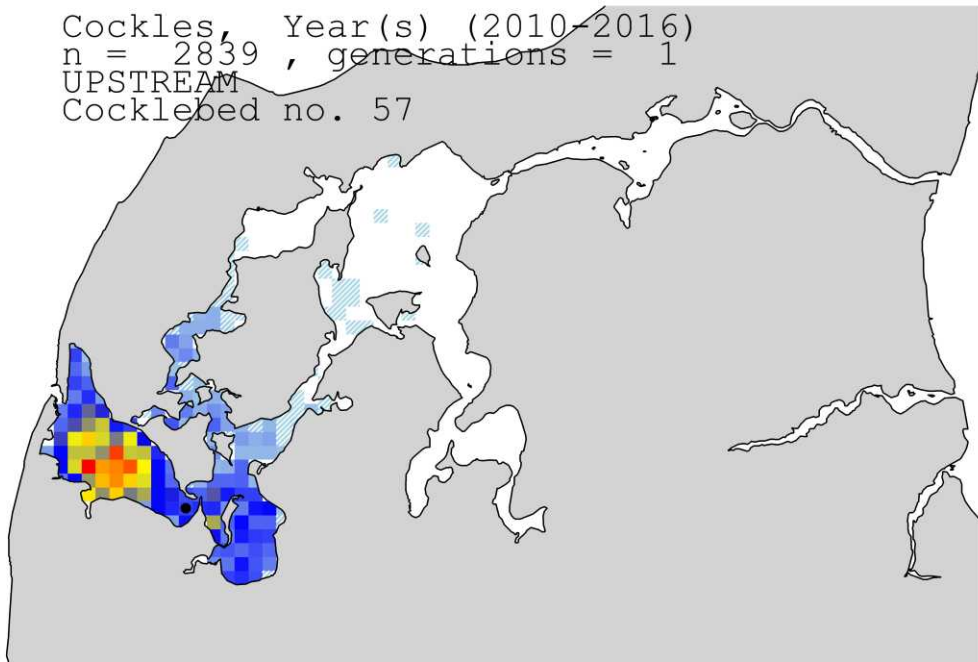 Cockles, Year(s) (2010-2016)
n = 2839 , generations = 1
UPSTREAM
Cocklebed no. 57